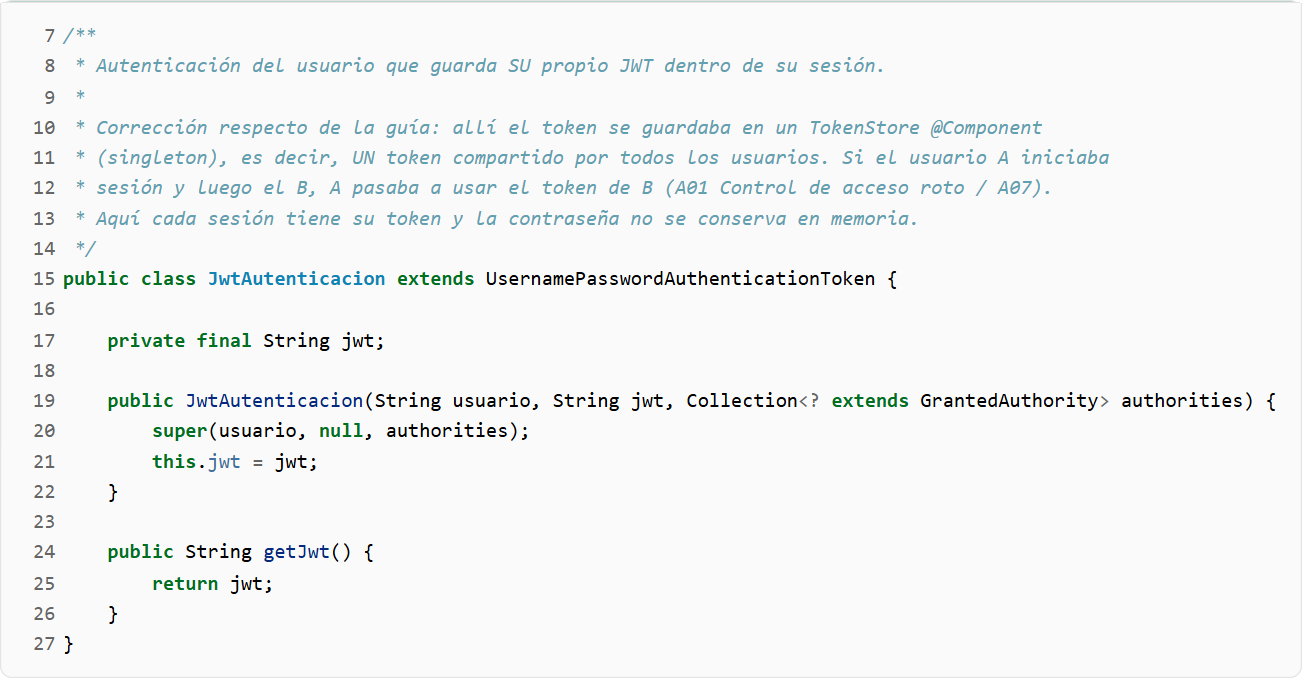 7 /**
8  * Autenticación del usuario que guarda SU propio JWT dentro de su sesión.
9  *
10  * Corrección respecto de la guía: allí el token se guardaba en un TokenStore @Component
11  * (singleton), es decir, UN token compartido por todos los usuarios. Si el usuario A iniciaba
12  * sesión y luego el B, A pasaba a usar el token de B (A01 Control de acceso roto / A07).
13  * Aquí cada sesión tiene su token y la contraseña no se conserva en memoria.
14  */
15 public class JwtAutenticacion extends UsernamePasswordAuthenticationToken {
16
17     private final String jwt;
18
19     public JwtAutenticacion(String usuario, String jwt, Collection<? extends GrantedAuthority> authorities) {
20         super(usuario, null, authorities);
21         this.jwt = jwt;
22     }
23
24     public String getJwt() {
25         return jwt;
26     }
27 }